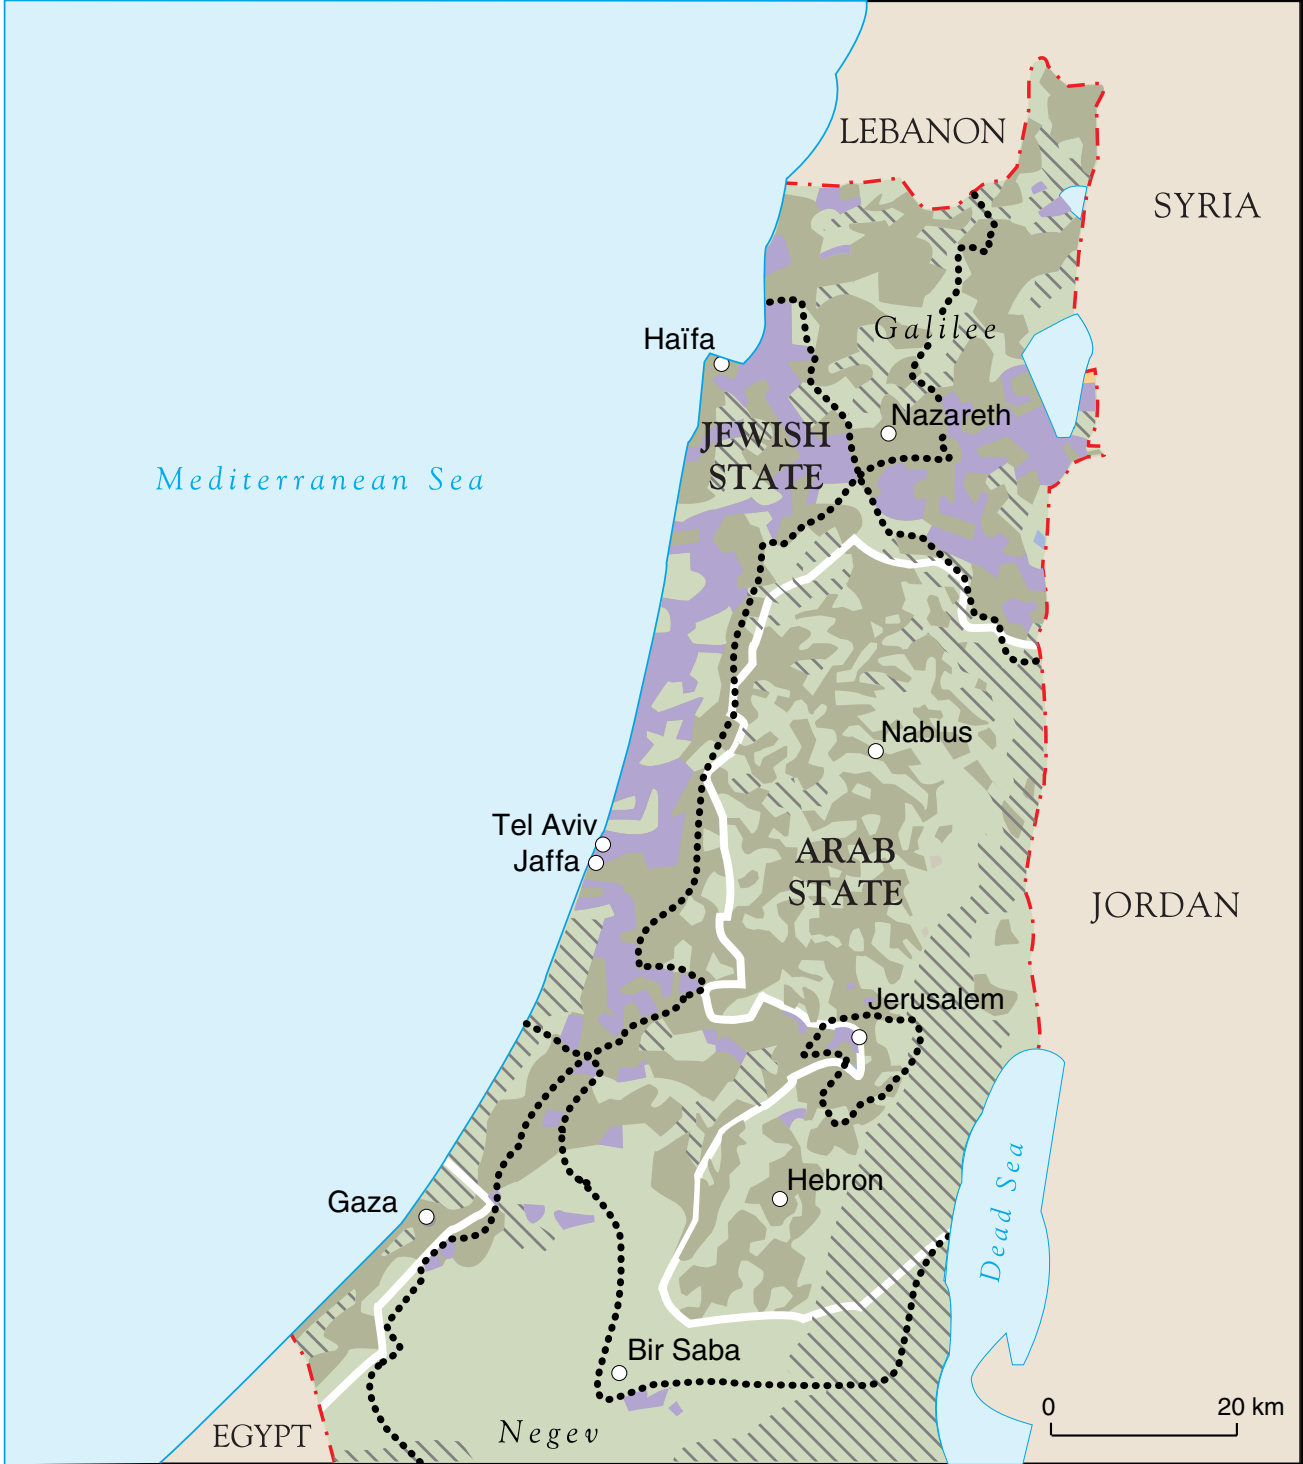 LEBANON
SYRIA
Galilee
Haïfa
Nazareth
JEWISH
STATE
Mediterranean Sea
Nablus
Tel Aviv
Jaffa
ARAB
STATE
JORDAN
Jerusalem
Dead Sea
Hebron
Gaza
Bir Saba
0 20 km
EGYPT
Negev